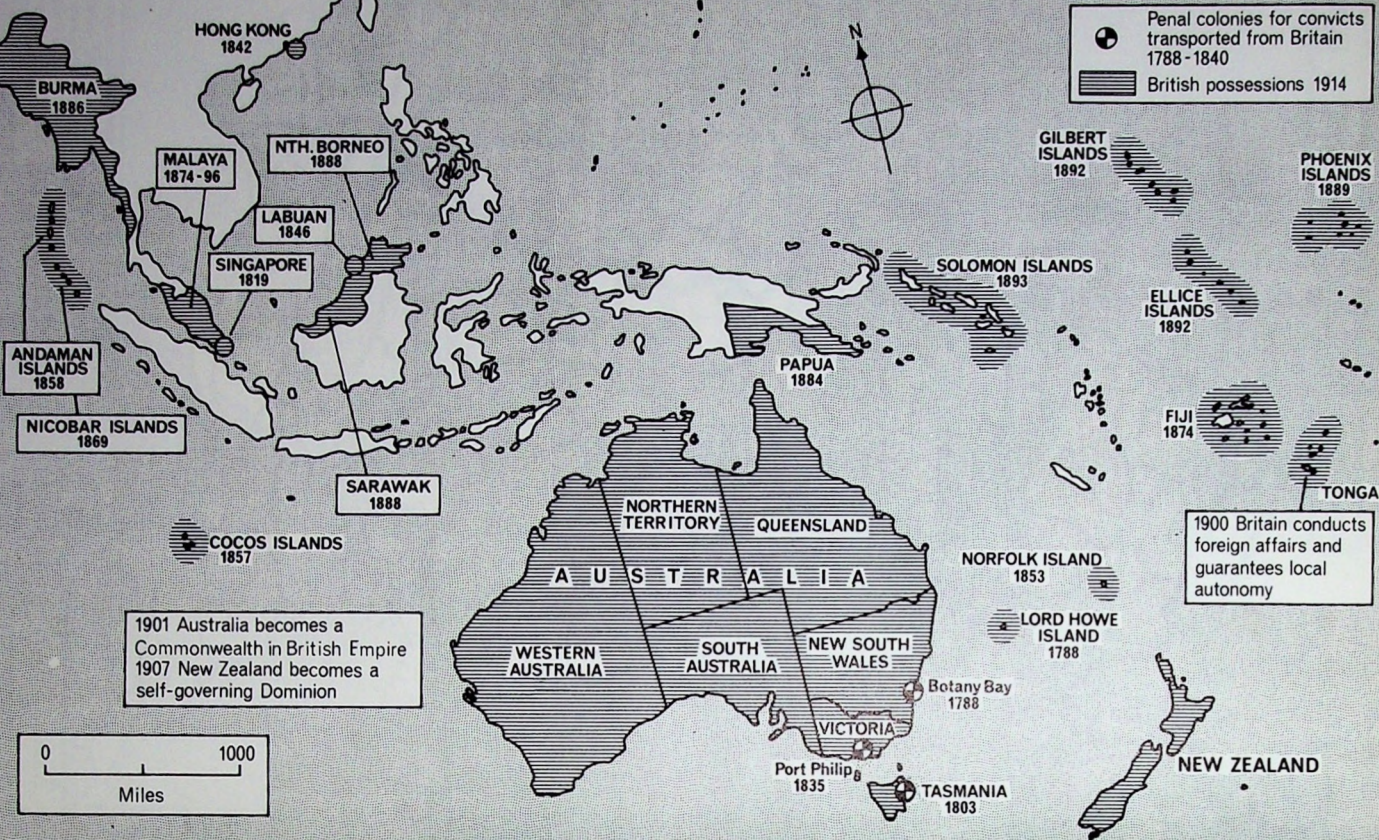 HONG KONG
1842
N
Penal colonies for convicts
transported from Britain
1788-1840
British possessions 1914
BURMA
1886
MALAYA
1874-96
NTH. BORNEO
1888
LABUAN
1846
SINGAPORE
1819
GILBERT
ISLANDS
1892
PHOENIX
ISLANDS
1889
SOLOMON ISLANDS
1893
ELLICE
ISLANDS
1892
ANDAMAN
ISLANDS
1858
NICOBAR ISLANDS
1869
PAPUA
1884
FIJI
1874
TONGA
SARAWAK
1888
1900 Britain conducts
foreign affairs and
guarantees local
autonomy
COCOS ISLANDS
1857
NORTHERN
TERRITORY
QUEENSLAND
AUSTRALIA
NORFOLK ISLAND
1853
LORD HOWE
ISLAND
1788
1901 Australia becomes a
Commonwealth in British Empire
1907 New Zealand becomes a
self-governing Dominion
WESTERN
AUSTRALIA
SOUTH
AUSTRALIA
NEW SOUTH
WALES
Botany Bay
1788
VICTORIA
Port Philip
1835
TASMANIA
1803
NEW ZEALAND
0 1000
Miles